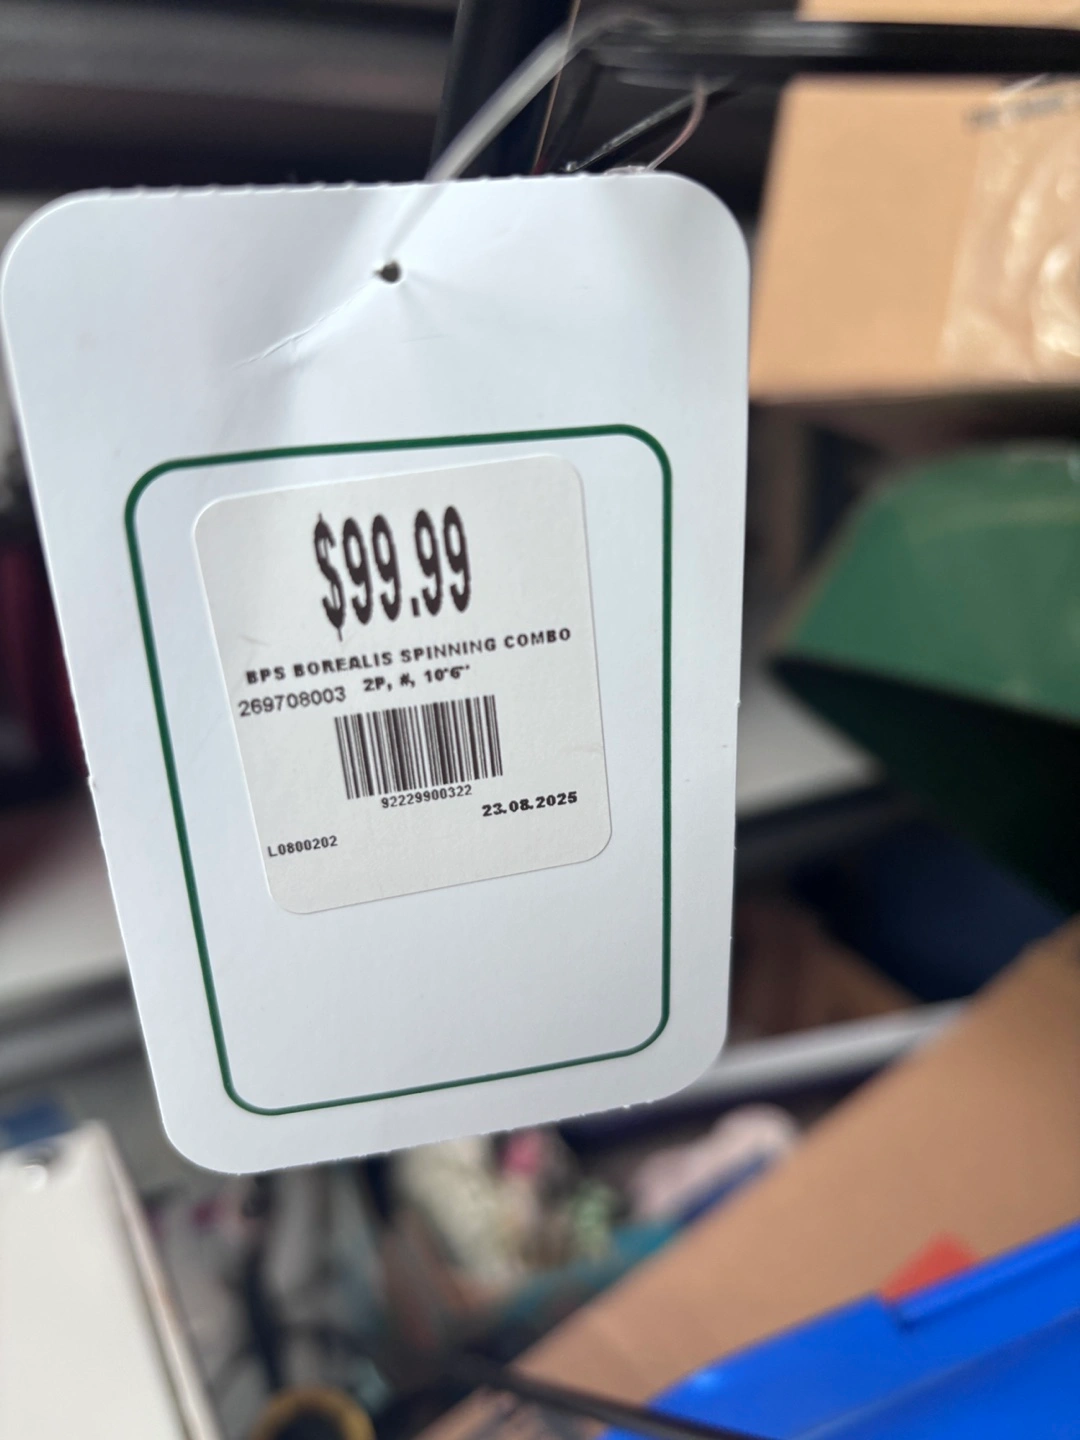 $99.99
BPS BOREALIS SPINNING COMBO
269708003 2P, #, 10'6"
92229900322
23.08.2025
L0800202